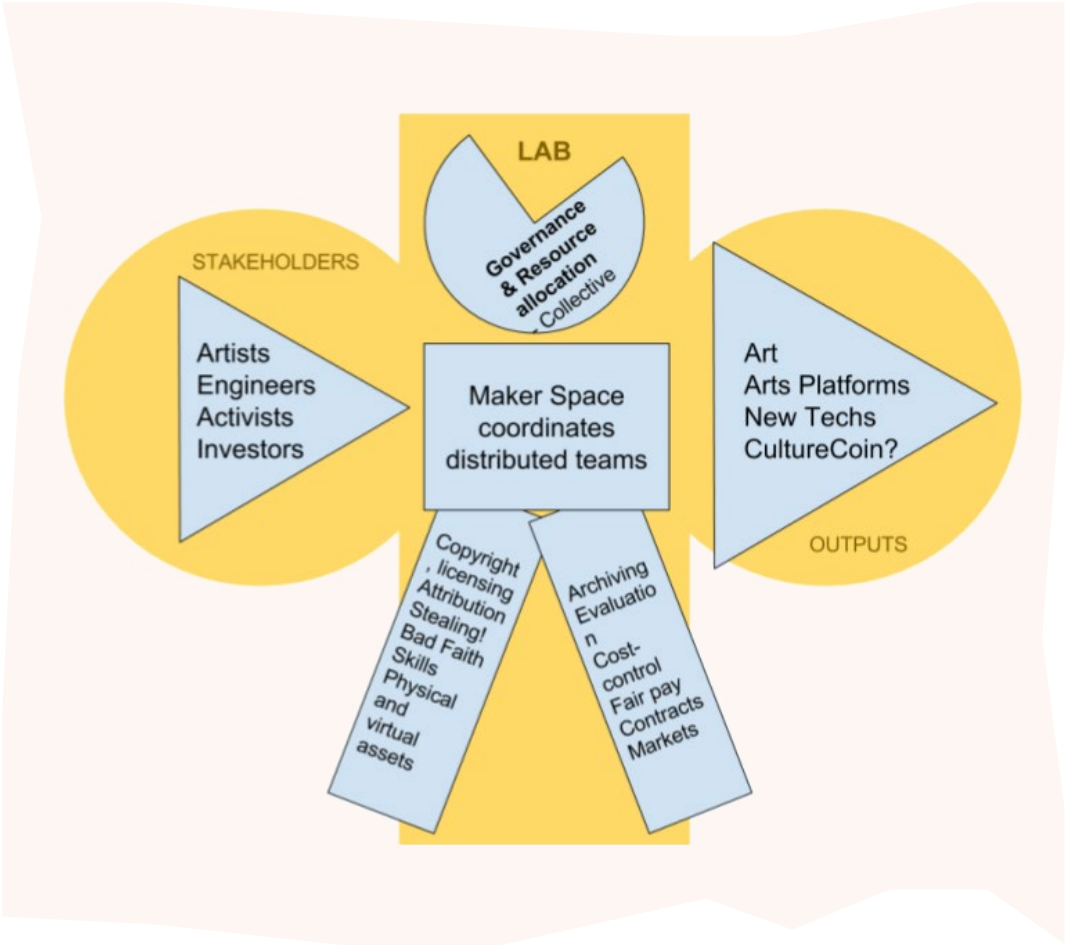 LAB
Governance
& Resource
allocation
- Collective
STAKEHOLDERS
Artists
Engineers
Activists
Investors
Maker Space
coordinates
distributed teams
Art
Arts Platforms
New Techs
CultureCoin?
OUTPUTS
Copyright
, licensing
Attribution
Stealing!
Bad Faith
Skills
Physical
and
virtual
assets
Archiving
Evaluatio
n
Cost-
control
Fair pay
Contracts
Markets